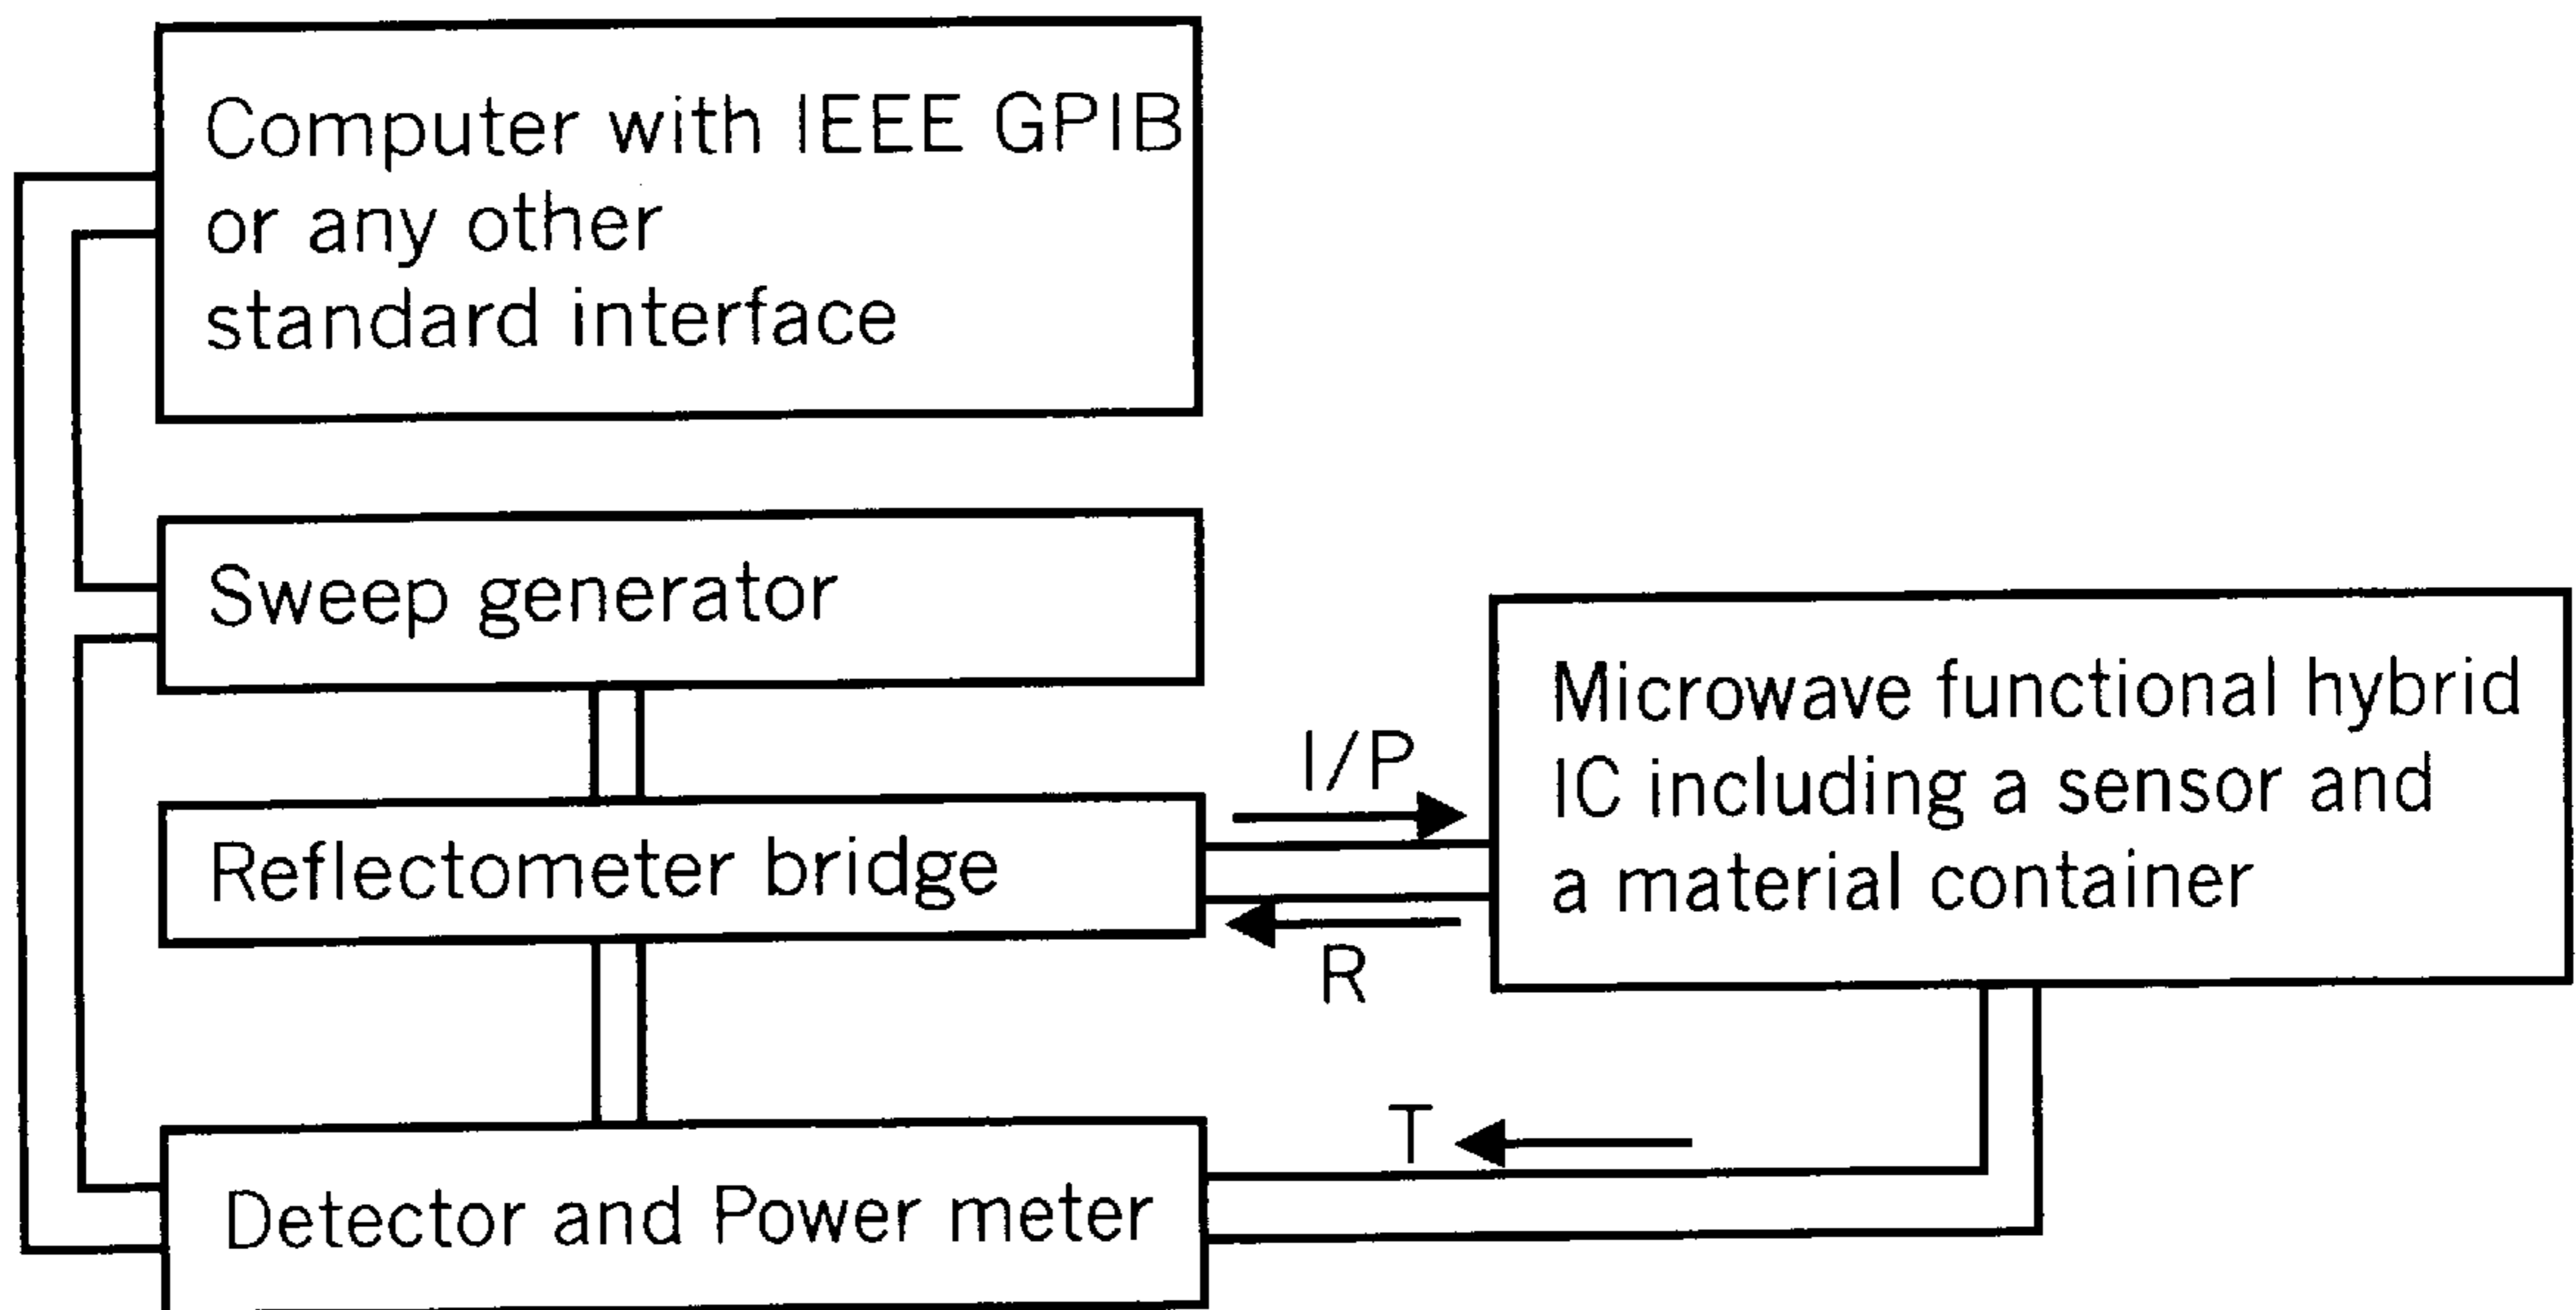 Computer with IEEE GPIB
or any other
standard interface
Sweep generator
Reflectometer bridge
I/P
R
Microwave functional hybrid
IC including a sensor and
a material container
T
Detector and Power meter